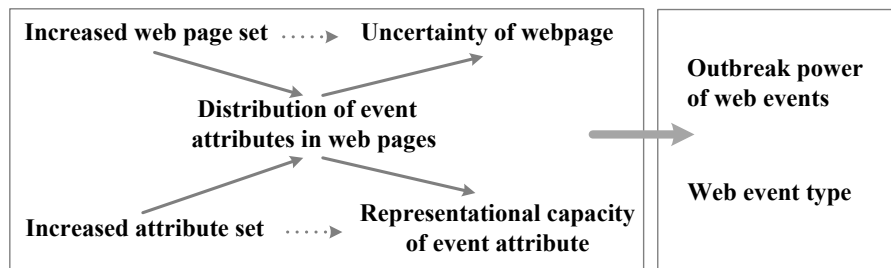 Increased web page set
Uncertainty of webpage
Distribution of event
attributes in web pages
Increased attribute set
Representational capacity
of event attribute
Outbreak power
of web events
Web event type